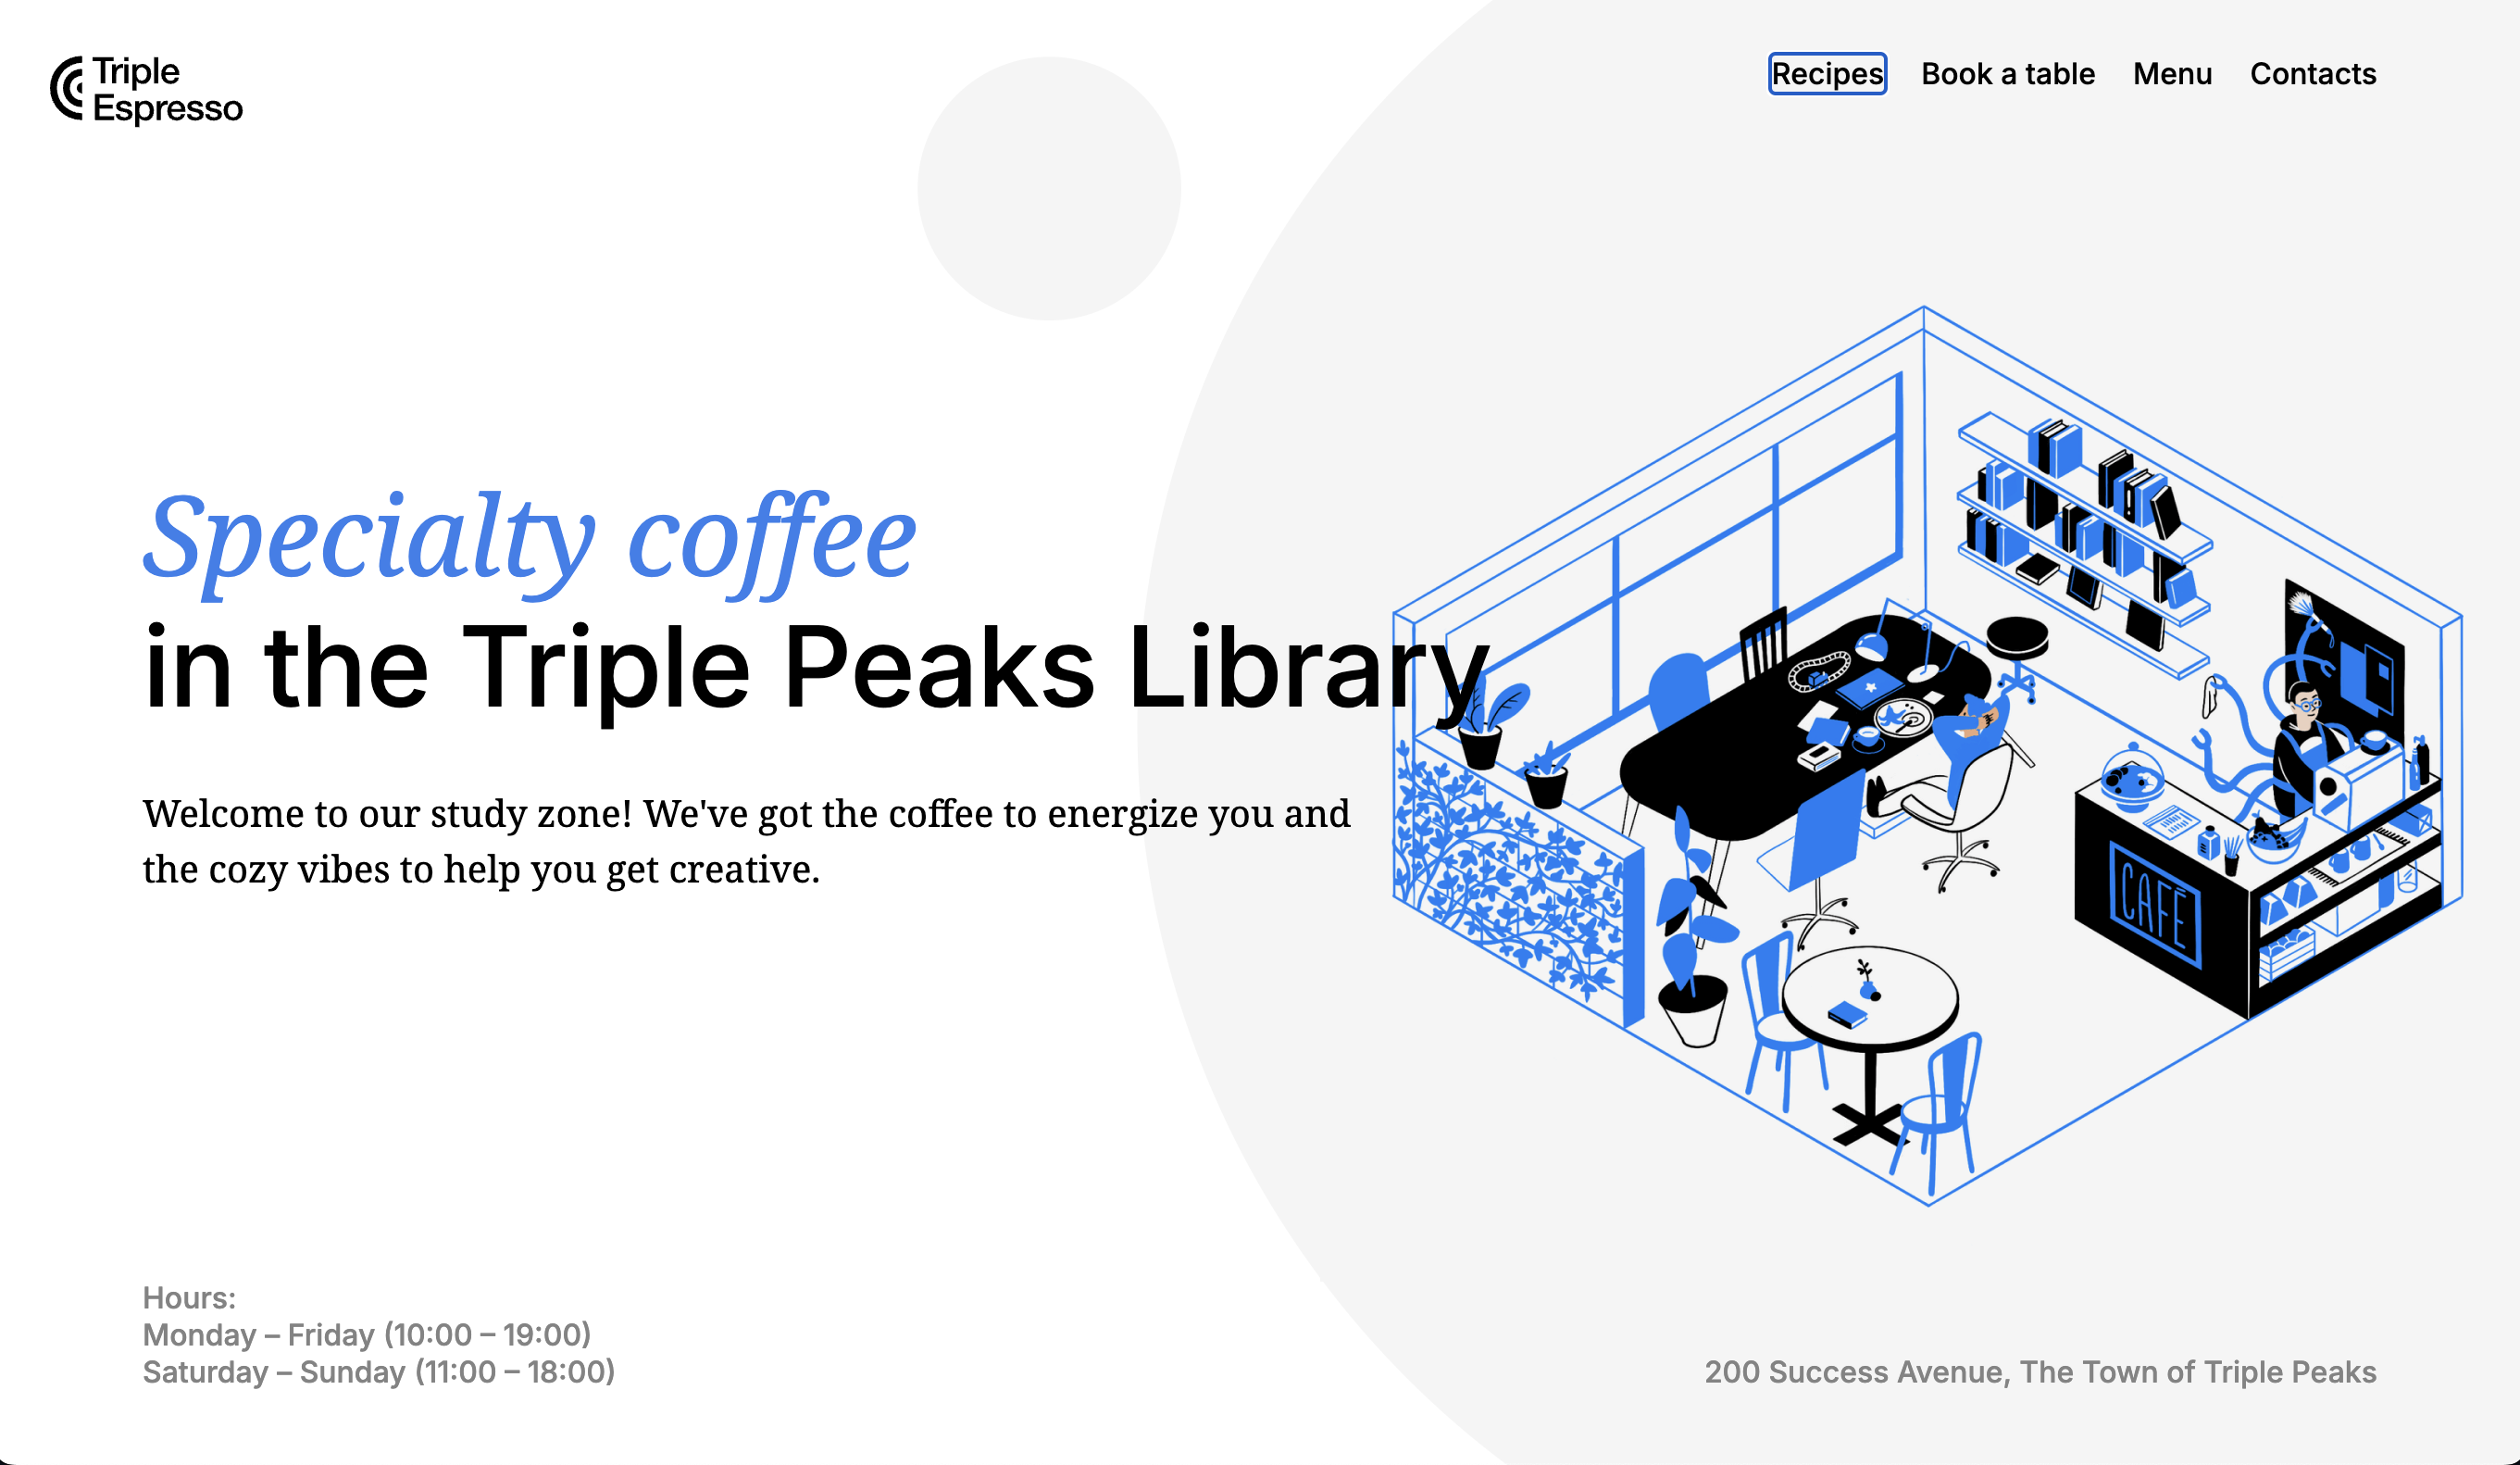 Triple
Espresso
Recipes Book a table Menu Contacts
Specialty coffee
in the Triple Peaks Library
Welcome to our study zone! We've got the coffee to energize you and
the cozy vibes to help you get creative.
CAFE
Hours:
Monday – Friday (10:00 – 19:00)
Saturday – Sunday (11:00 – 18:00)
200 Success Avenue, The Town of Triple Peaks